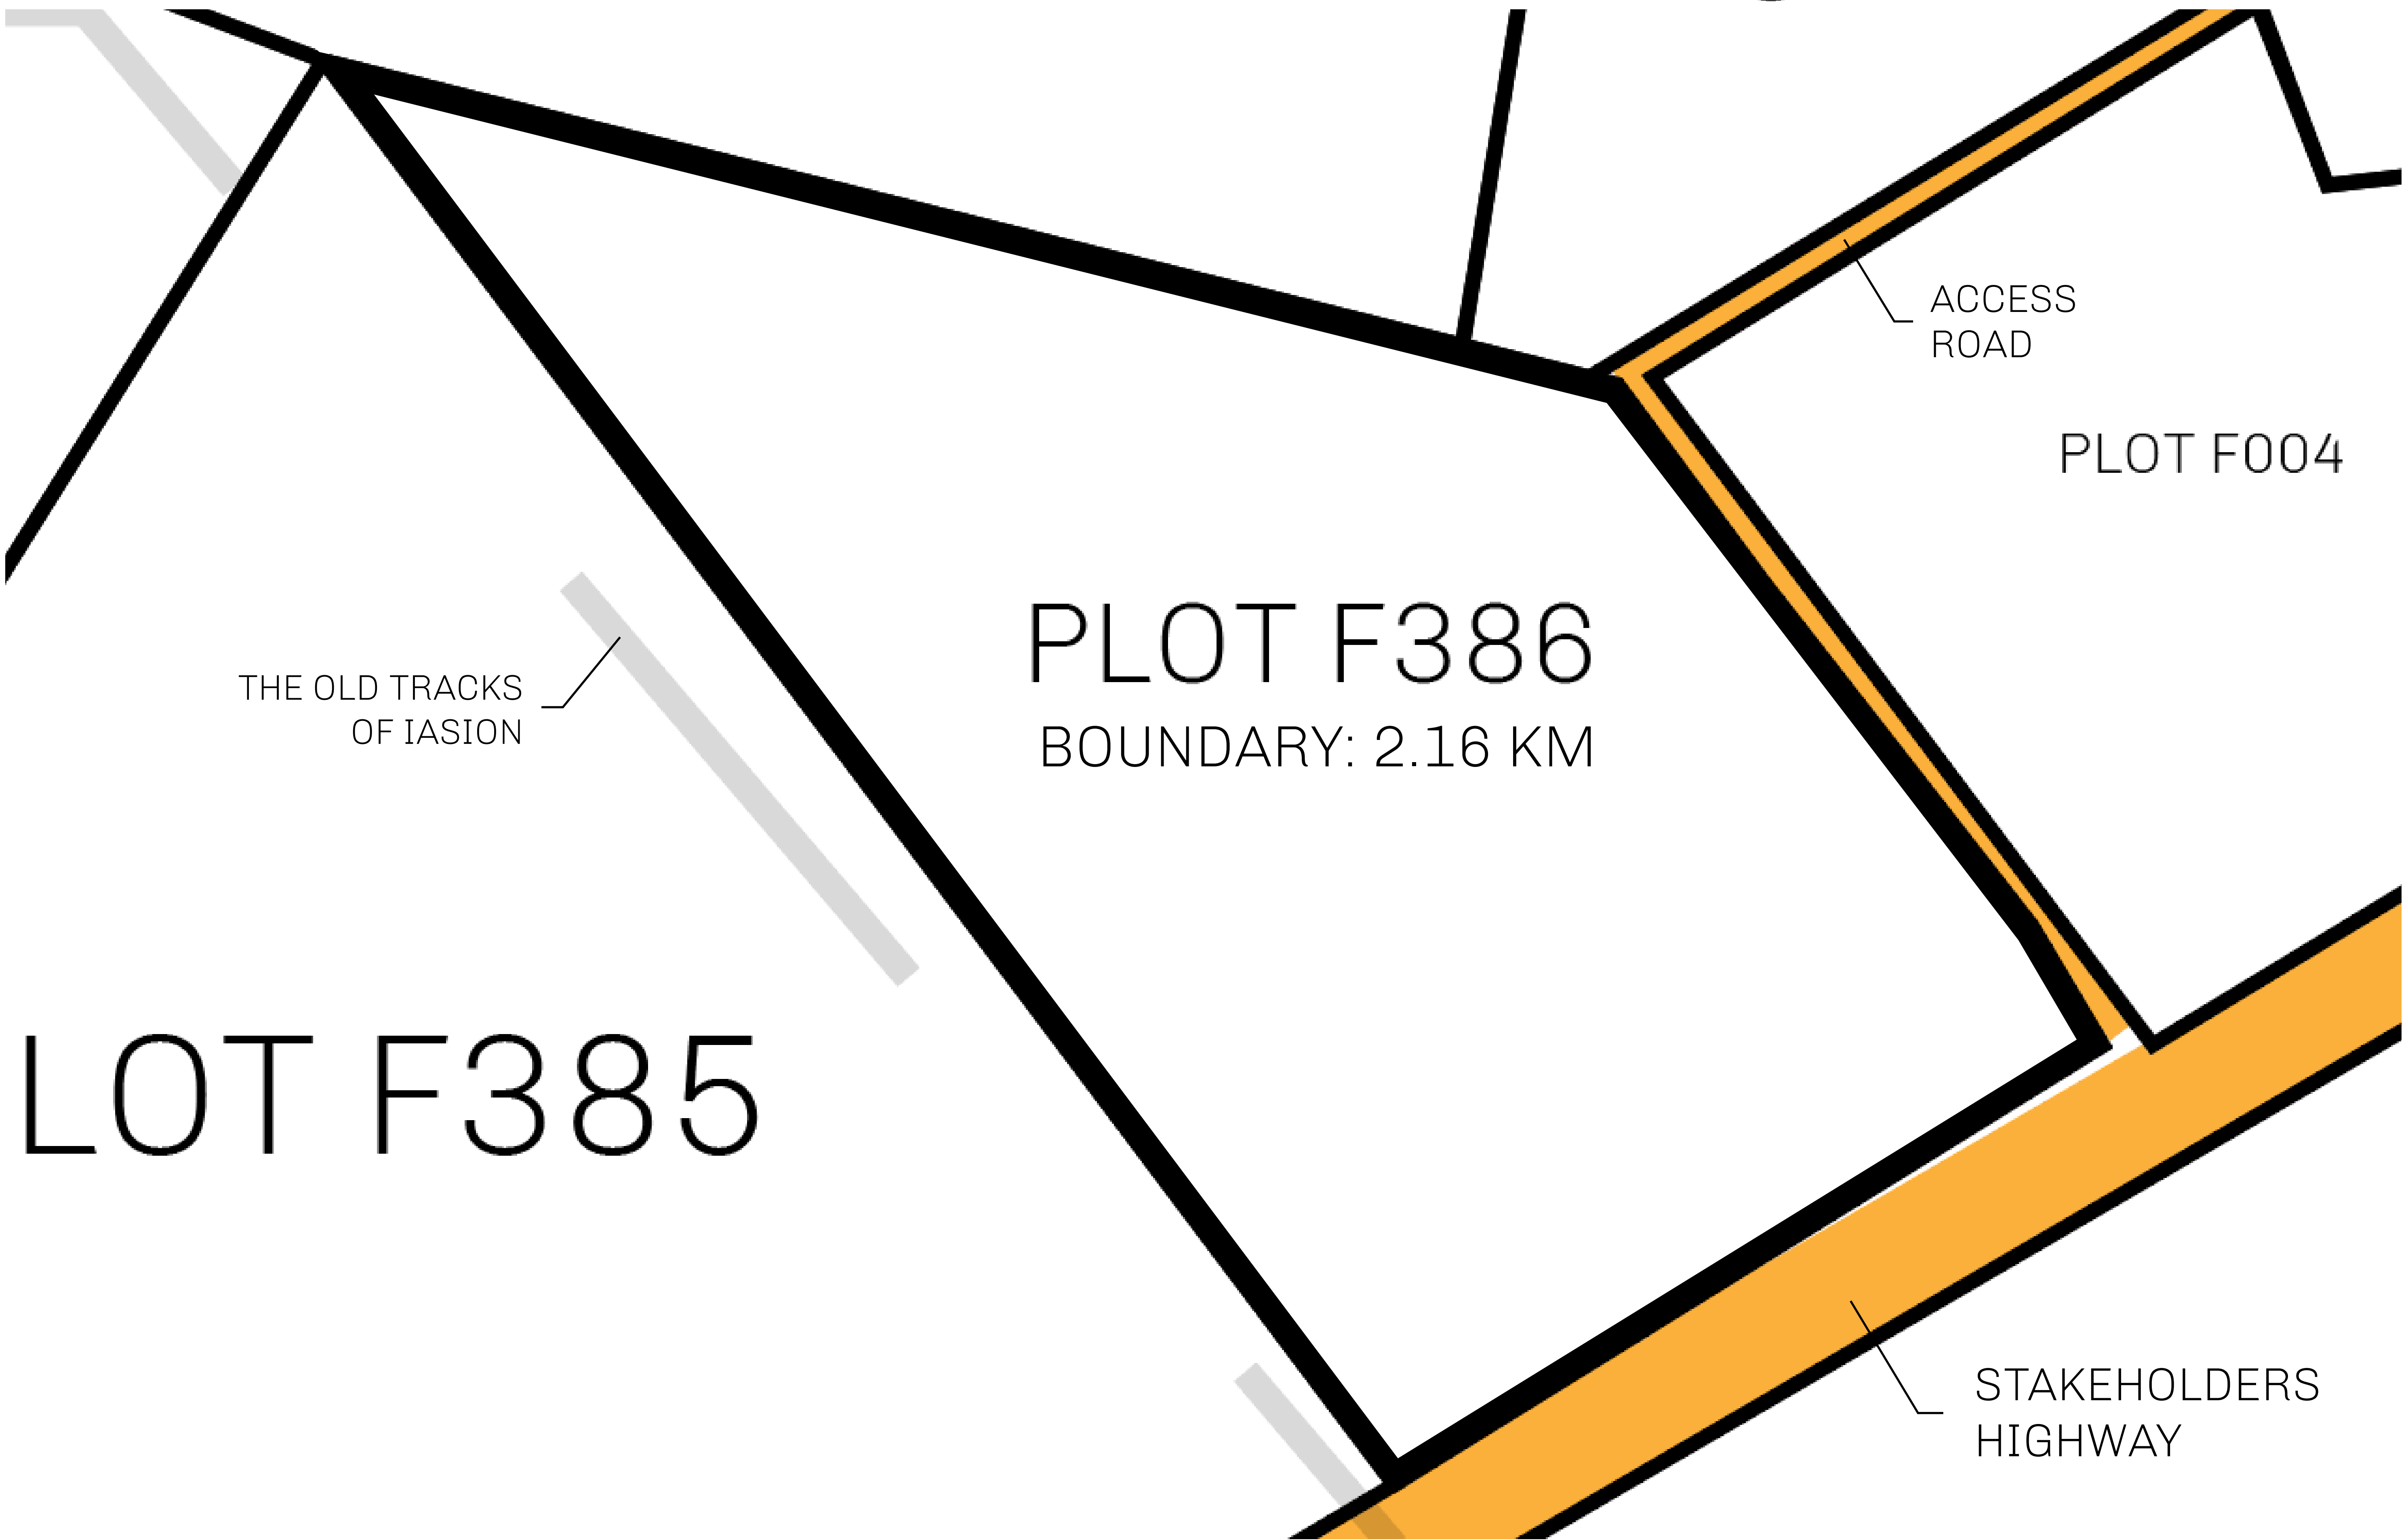 ACCESS
ROAD
PLOT F004
PLOT F386
BOUNDARY: 2.16 KM
THE OLD TRACKS
OF IASION
LOT F385
STAKEHOLDERS
HIGHWAY